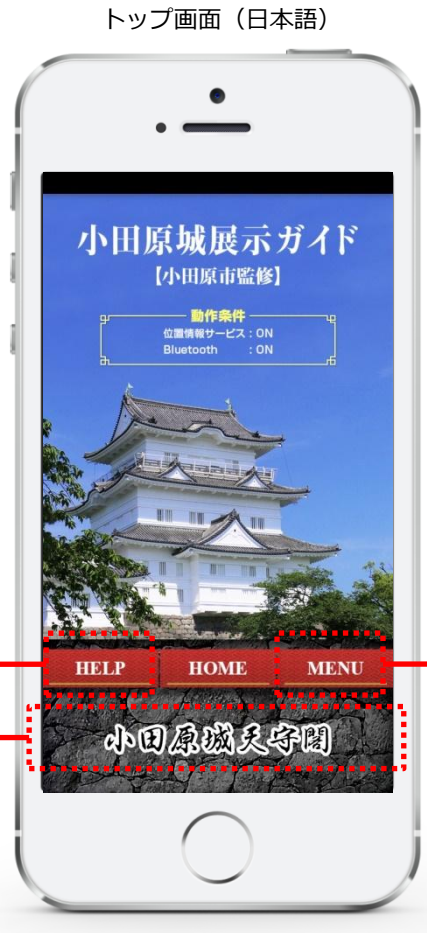 トップ画面（日本語）
小田原城展示ガイド
【小田原市監修】
動作条件
位置情報サービス：ON
Bluetooth ：ON
HELP HOME MENU
小田原城天守閣